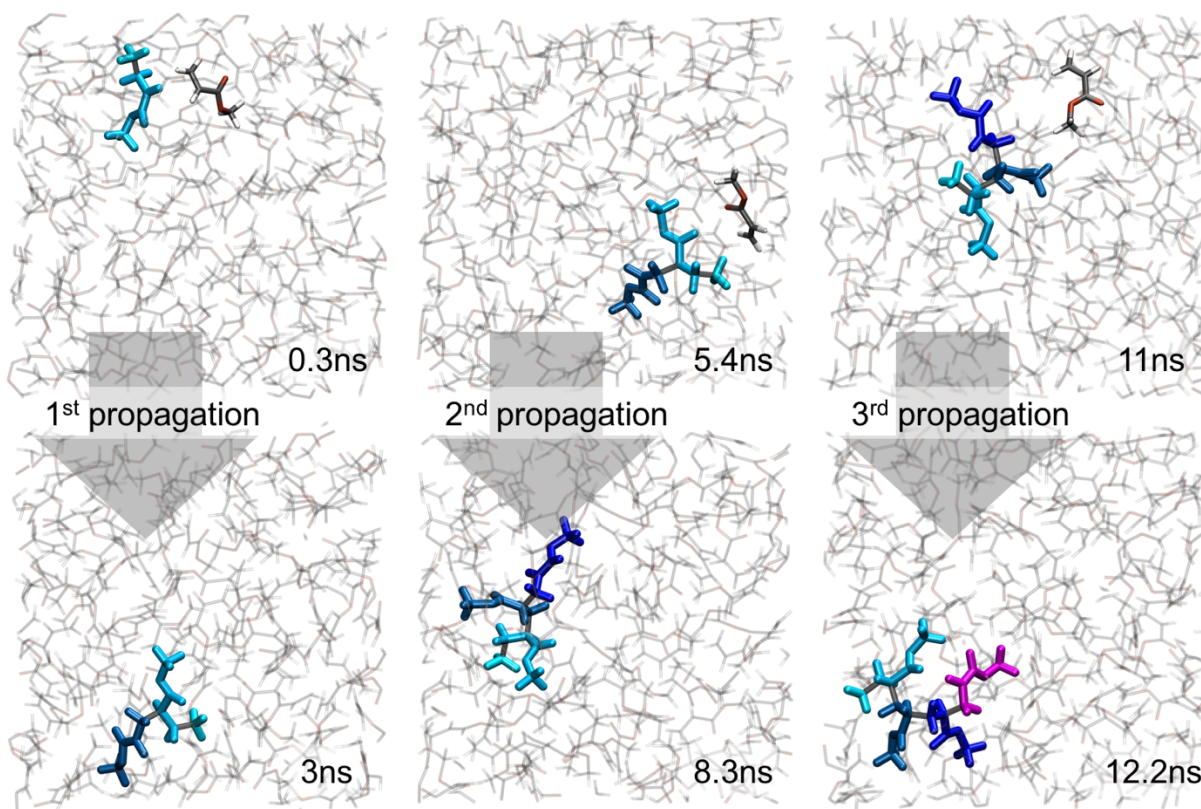 0.3ns
5.4ns
11ns
1st propagation
2nd propagation
3rd propagation
3ns
8.3ns
12.2ns